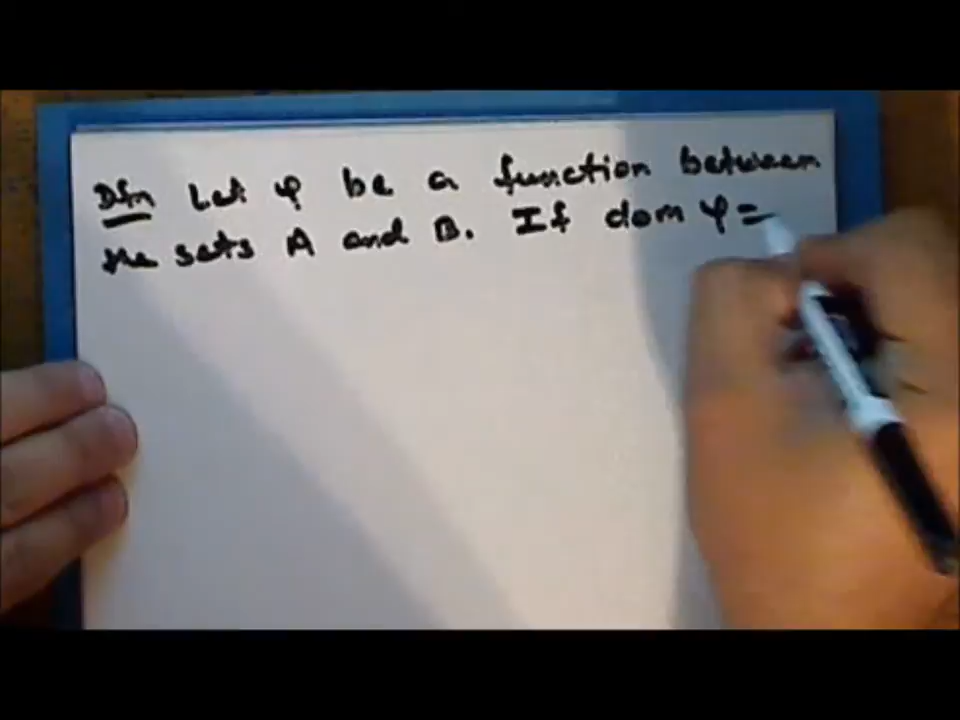 Dfn Let φ be a function between
the sets A and B. If dom φ =